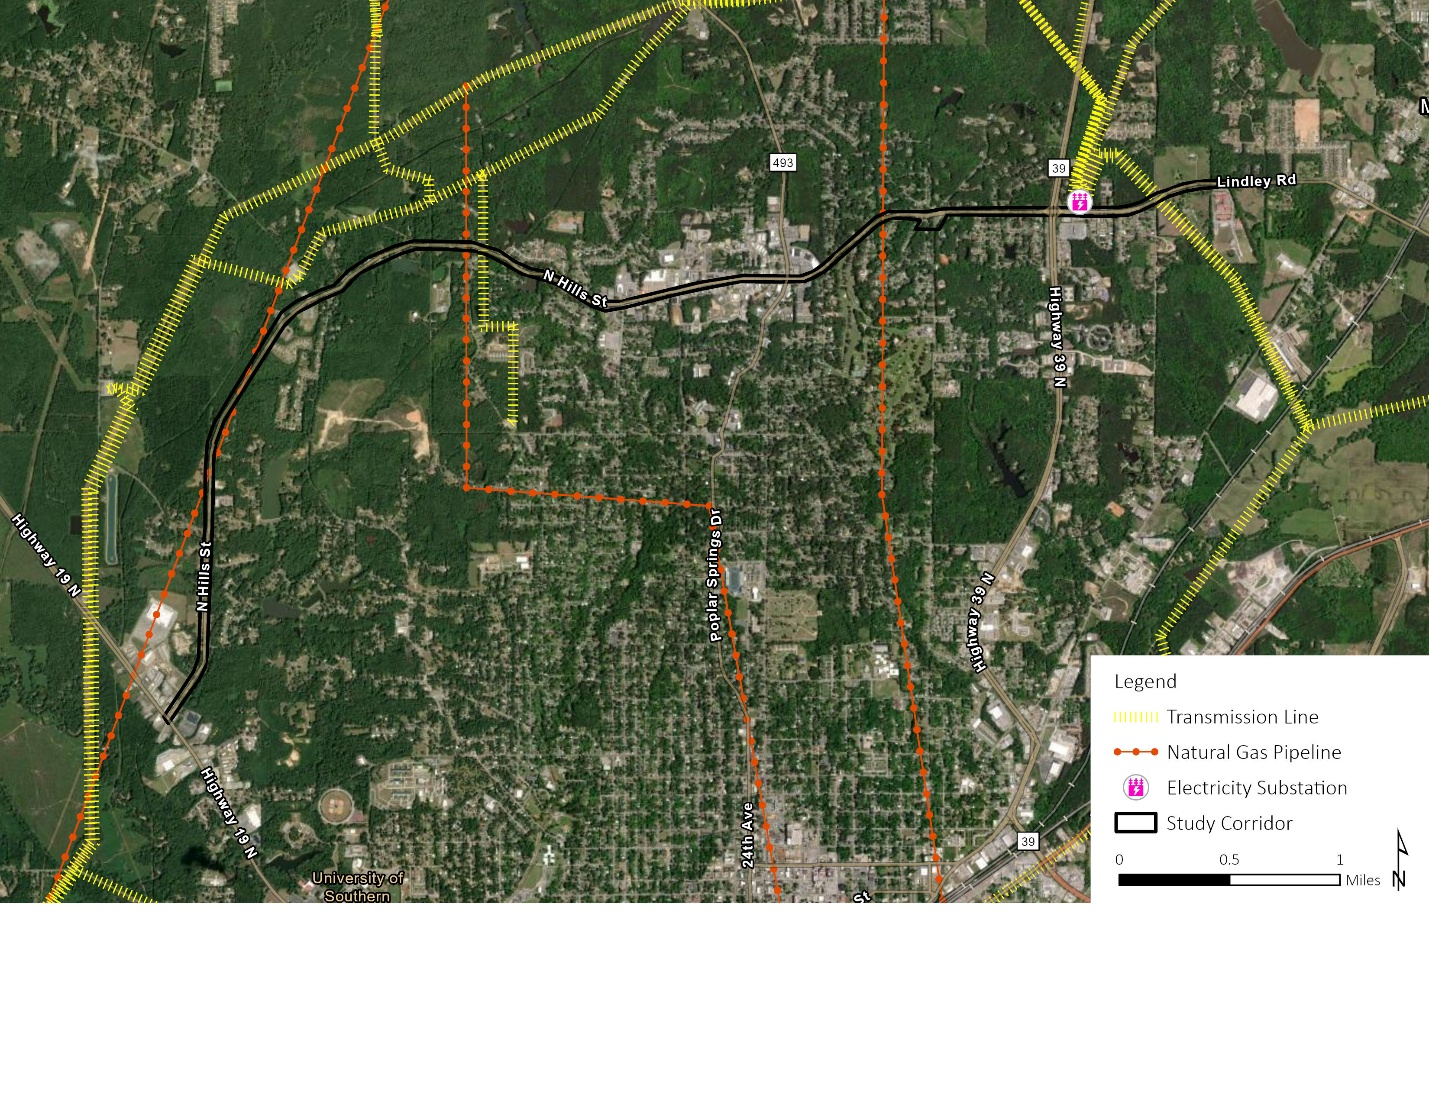 493
39
M
Lindley Rd
N Hills St
Highway 39 N
Highway 19 N
N Hills St
Poplar Springs Dr
Highway 39 N
Highway 19 N
24th Ave
39
University of
Southern
St
Legend
Transmission Line
Natural Gas Pipeline
Electricity Substation
Study Corridor
0 0.5 1
Miles
N